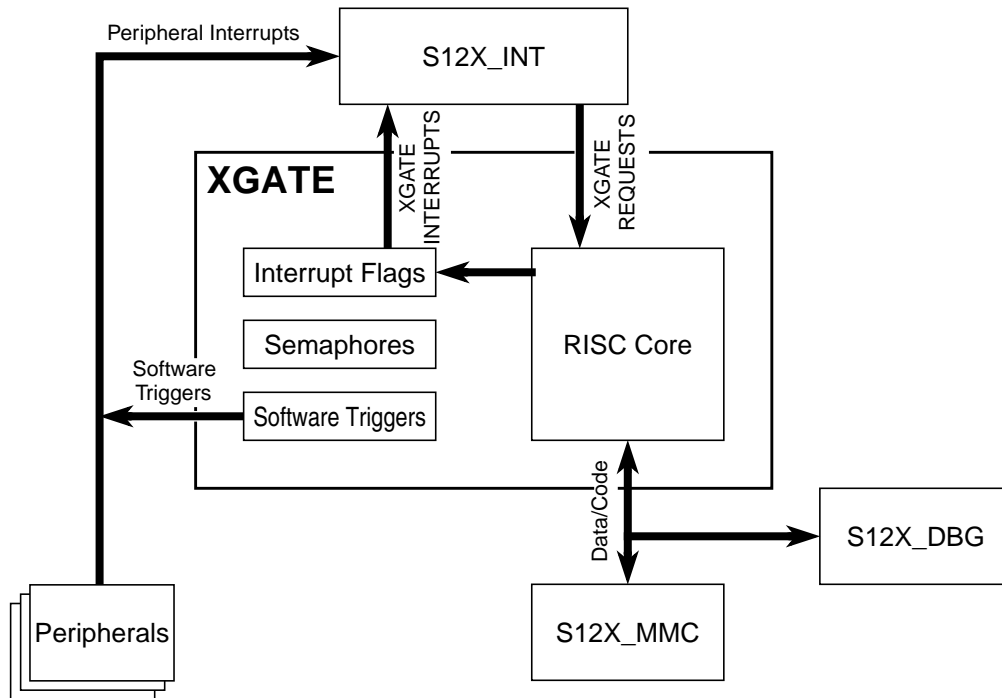 Peripheral Interrupts
S12X_INT
XGATE
INTERRUPTS
XGATE
REQUESTS
XGATE
Interrupt Flags
Semaphores
RISC Core
Software
Triggers
Software Triggers
Data/Code
S12X_DBG
Peripherals
S12X_MMC